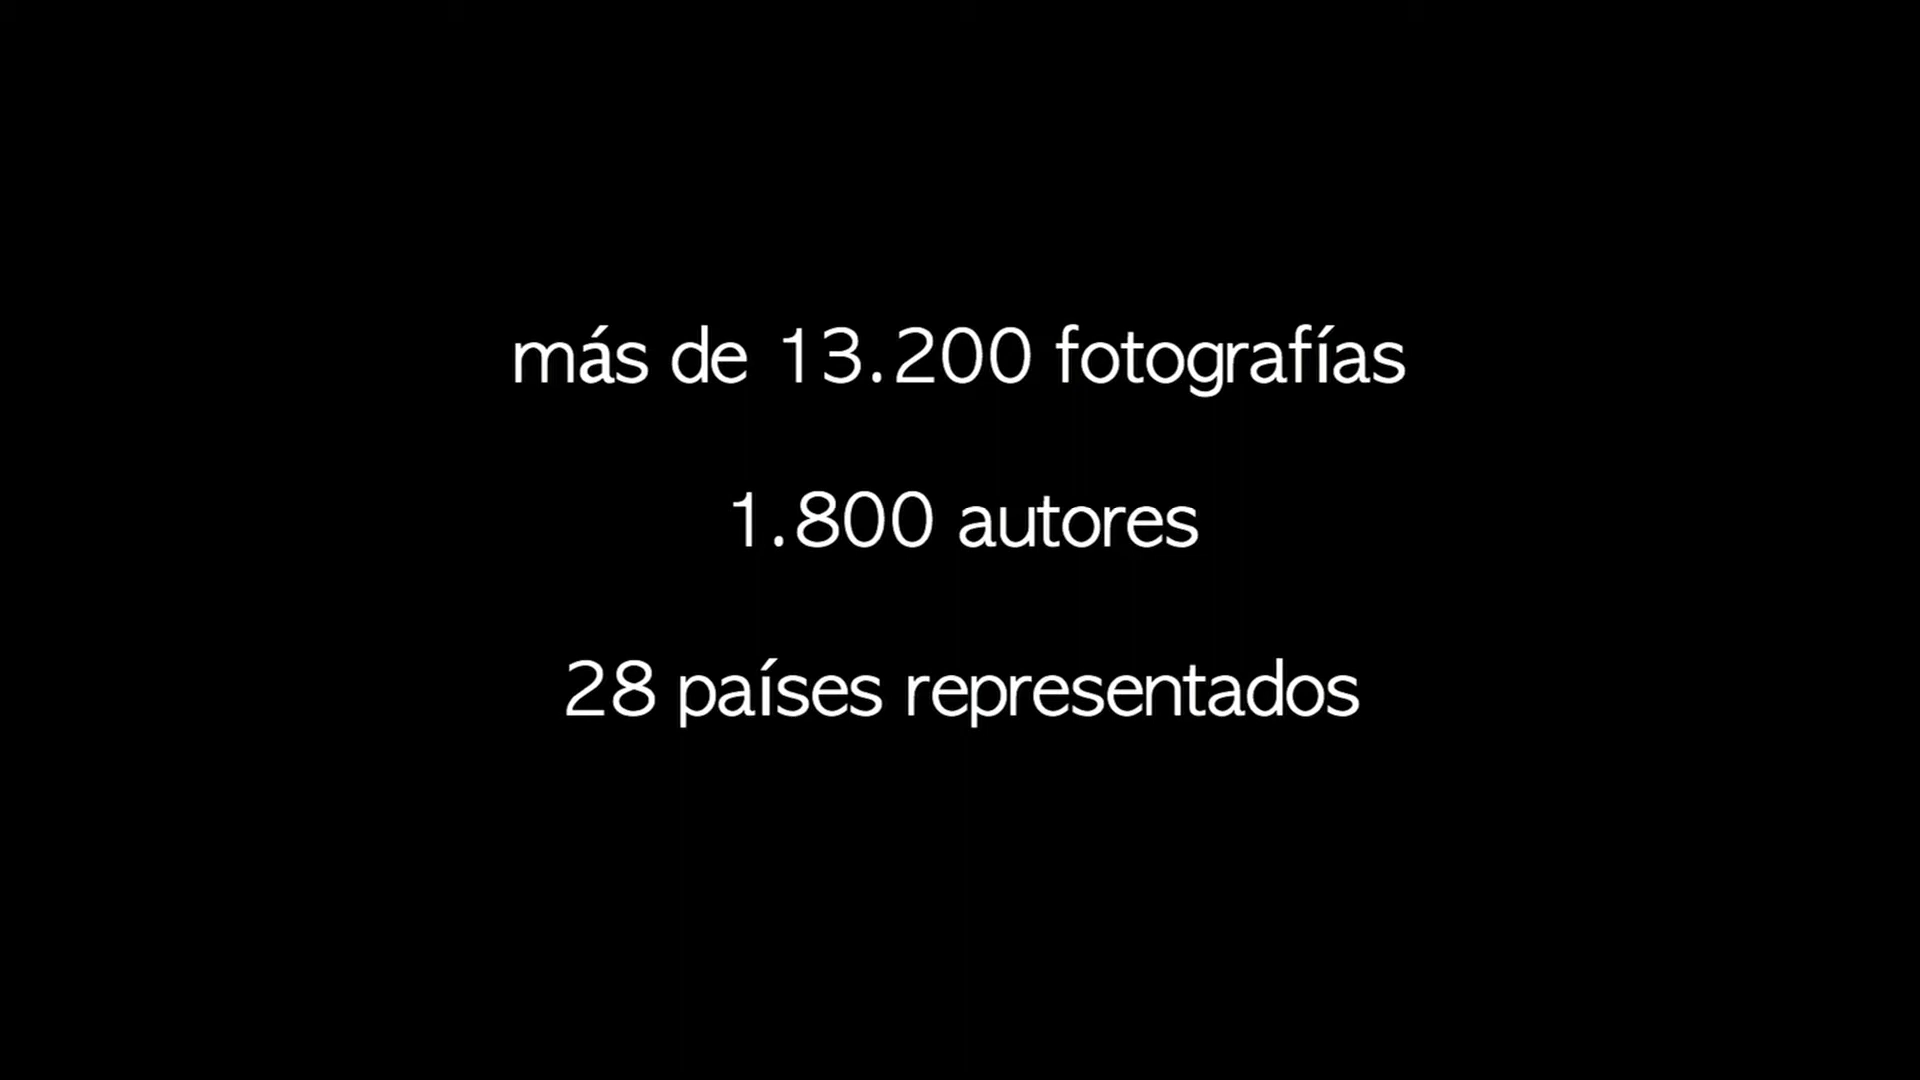 más de 13.200 fotografías
1.800 autores
28 países representados